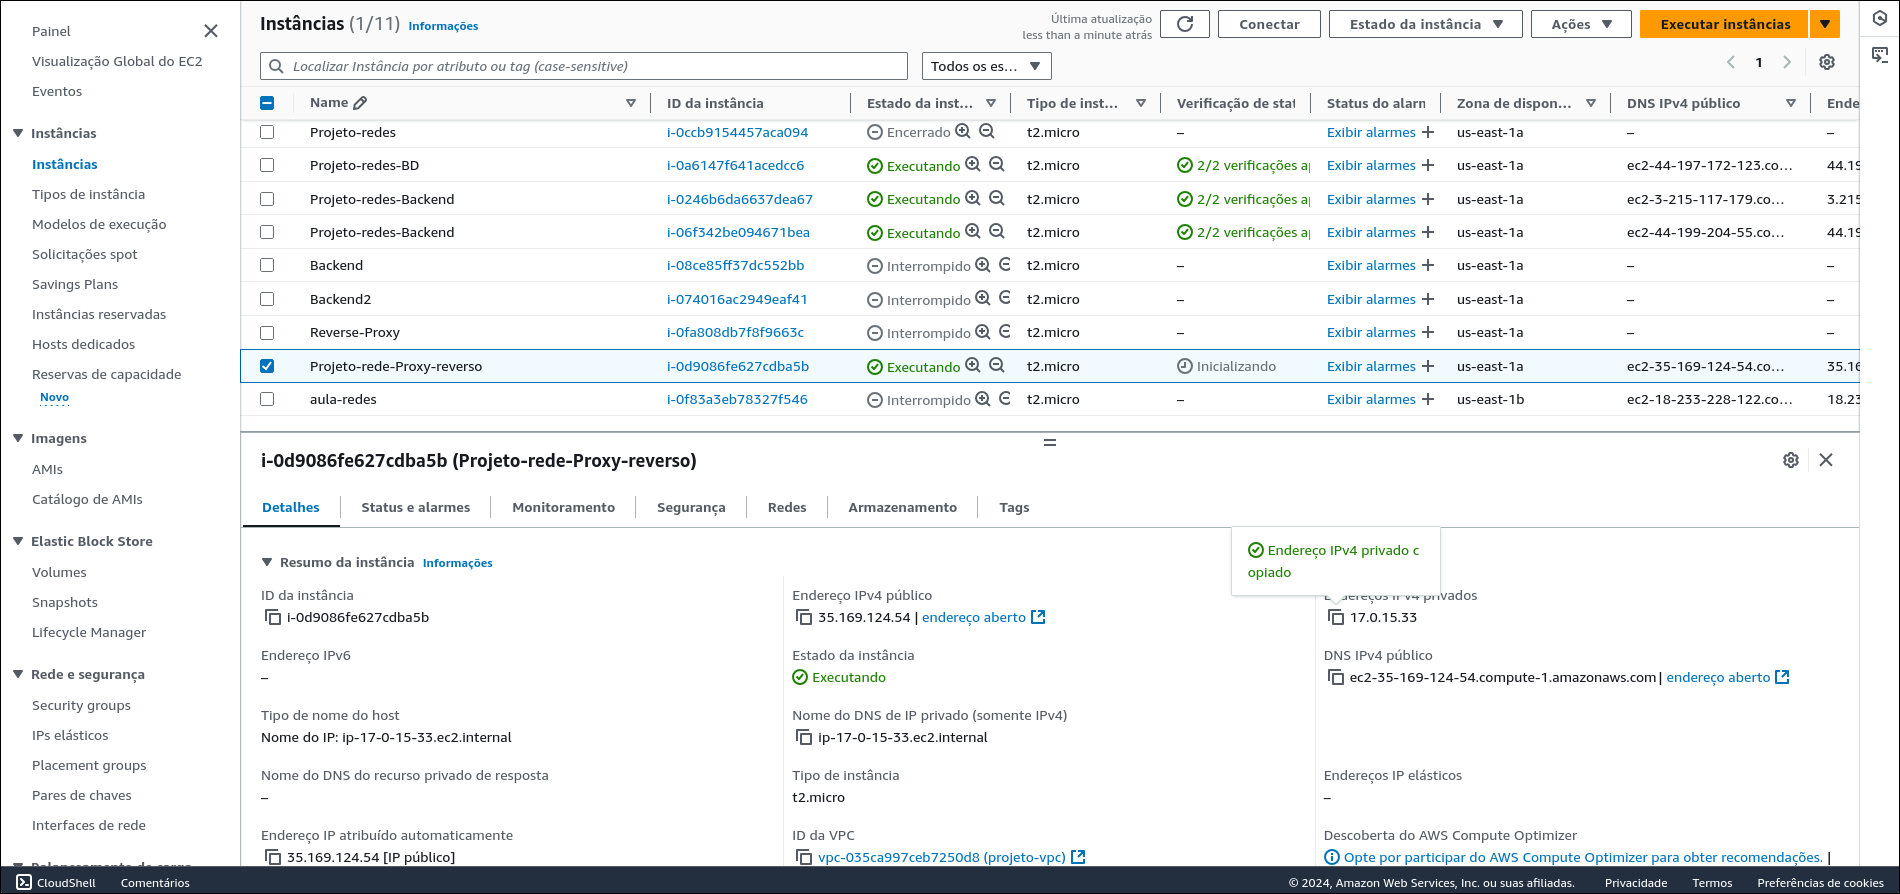 Painel
Visualização Global do EC2
Eventos
Instâncias
Instâncias
Tipos de instância
Modelos de execução
Solicitações spot
Savings Plans
Instâncias reservadas
Hosts dedicados
Reservas de capacidade
Novo
Imagens
AMIs
Catálogo de AMIs
Elastic Block Store
Volumes
Snapshots
Lifecycle Manager
Rede e segurança
Security groups
IPs elásticos
Placement groups
Pares de chaves
Interfaces de rede
Instâncias (1/11) Informações
Última atualização
less than a minute atrás
Conectar
Estado da instância
Ações
Executar instâncias
Localizar Instância por atributo ou tag (case-sensitive)
Todos os es...
1
Name ID da instância Estado da inst... Tipo de inst... Verificação de stat Status do alarn Zona de dispon... DNS IPv4 público Ende
Projeto-redes i-0ccb9154457aca094 Encerrado t2.micro – Exibir alarmes + us-east-1a – –
Projeto-redes-BD i-0a6147f641acedcc6 Executando t2.micro 2/2 verificações a Exibir alarmes + us-east-1a ec2-44-197-172-123.co... 44.19
Projeto-redes-Backend i-0246b6da6637dea67 Executando t2.micro 2/2 verificações a Exibir alarmes + us-east-1a ec2-3-215-117-179.co... 3.215
Projeto-redes-Backend i-06f342be094671bea Executando t2.micro 2/2 verificações a Exibir alarmes + us-east-1a ec2-44-199-204-55.co... 44.19
Backend i-08ce85ff37dc552bb Interrompido t2.micro – Exibir alarmes + us-east-1a – –
Backend2 i-074016ac2949eaf41 Interrompido t2.micro – Exibir alarmes + us-east-1a – –
Reverse-Proxy i-0fa808db7f8f9663c Interrompido t2.micro – Exibir alarmes + us-east-1a – –
Projeto-rede-Proxy-reverso i-0d9086fe627cdba5b Executando t2.micro Inicializando Exibir alarmes + us-east-1a ec2-35-169-124-54.co... 35.16
aula-redes i-0f83a3eb78327f546 Interrompido t2.micro – Exibir alarmes + us-east-1b ec2-18-233-228-122.co... 18.23
i-0d9086fe627cdba5b (Projeto-rede-Proxy-reverso)
Detalhes Status e alarmes Monitoramento Segurança Redes Armazenamento Tags
Endereço IPv4 privado c
opiado
Resumo da instância Informações
ID da instância
i-0d9086fe627cdba5b
Endereço IPv4 público
35.169.124.54 | endereço aberto
Endereços IPv4 privados
17.0.15.33
Endereço IPv6
–
Estado da instância
Executando
DNS IPv4 público
ec2-35-169-124-54.compute-1.amazonaws.com | endereço aberto
Tipo de nome do host
Nome do IP: ip-17-0-15-33.ec2.internal
Nome do DNS de IP privado (somente IPv4)
ip-17-0-15-33.ec2.internal
Nome do DNS do recurso privado de resposta
–
Tipo de instância
t2.micro
Endereços IP elásticos
–
Endereço IP atribuído automaticamente
35.169.124.54 [IP público]
ID da VPC
vpc-035ca997ceb7250d8 (projeto-vpc)
Descoberta do AWS Compute Optimizer
Opte por participar do AWS Compute Optimizer para obter recomendações. |
CloudShell Comentários
© 2024, Amazon Web Services, Inc. ou suas afiliadas. Privacidade Termos Preferências de cookies